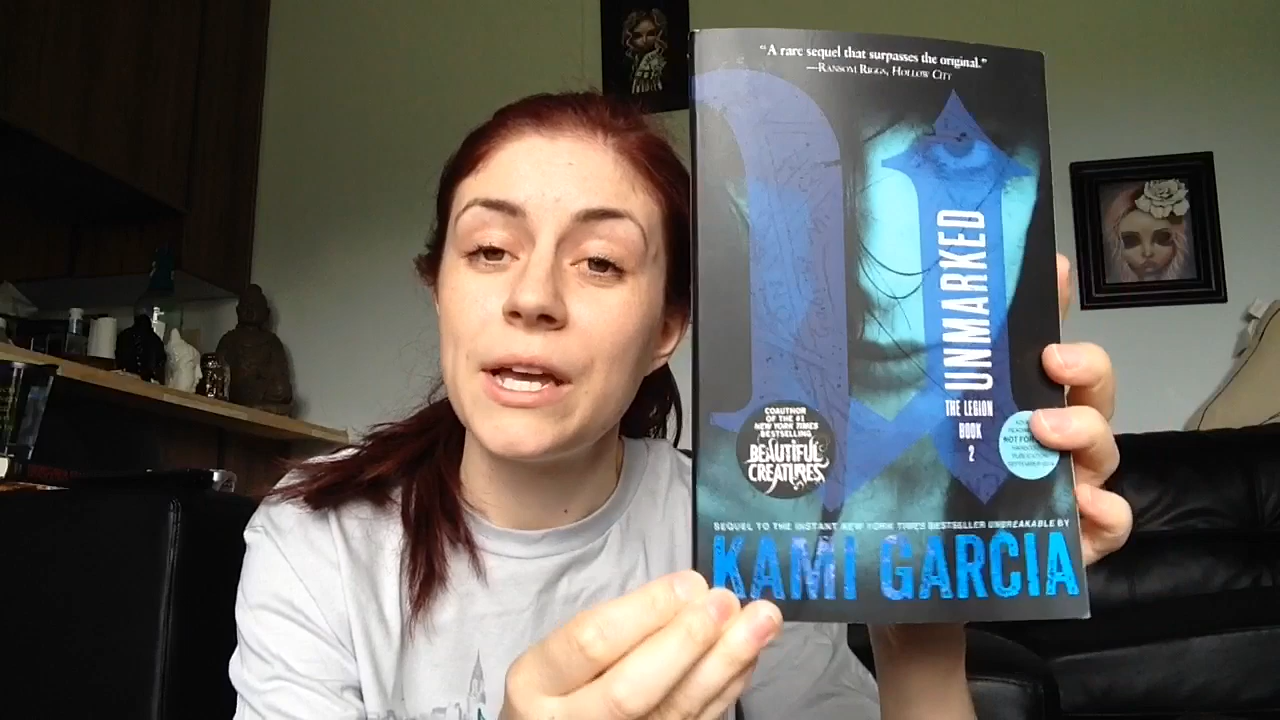 “A rare sequel that surpasses the original.”
—Ransom Riggs, Hollow City
UNMARKED
THE LEGION
BOOK
2
COAUTHOR
OF THE #1
NEW YORK TIMES
BESTSELLING
BEAUTIFUL
CREATURES
NOT FOR
SEQUEL TO THE INSTANT NEW YORK TIMES BESTSELLER UNBREAKABLE BY
KAMI GARCIA